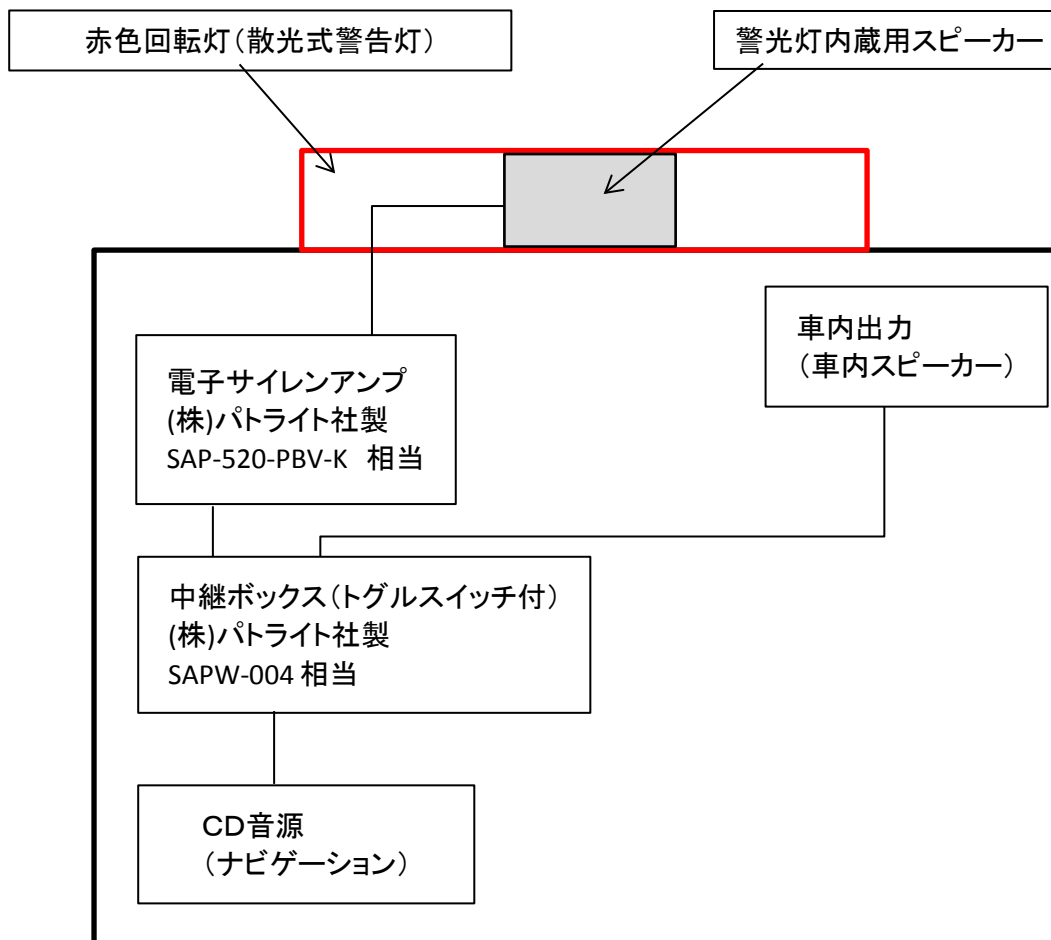 赤色回転灯(散光式警告灯)
警光灯内蔵用スピーカー
車内出力
(車内スピーカー)
電子サイレンアンプ
(株)パトライト社製
SAP-520-PBV-K 相当
中継ボックス(トグルスイッチ付)
(株)パトライト社製
SAPW-004 相当
CD音源
(ナビゲーション)